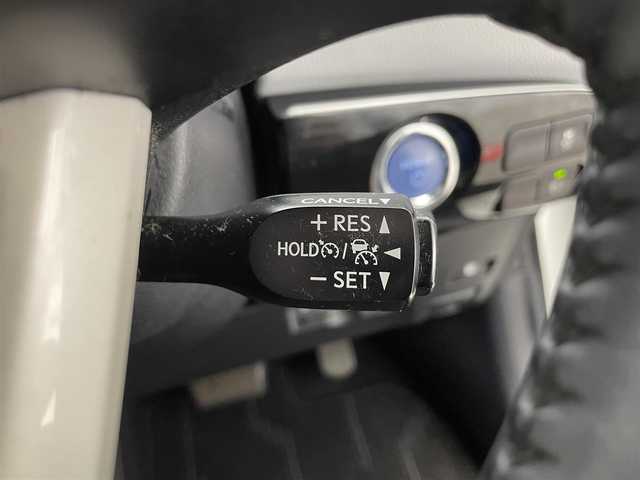 CANCEL▼
+ RES ▲
HOLD / ◀
− SET ▼